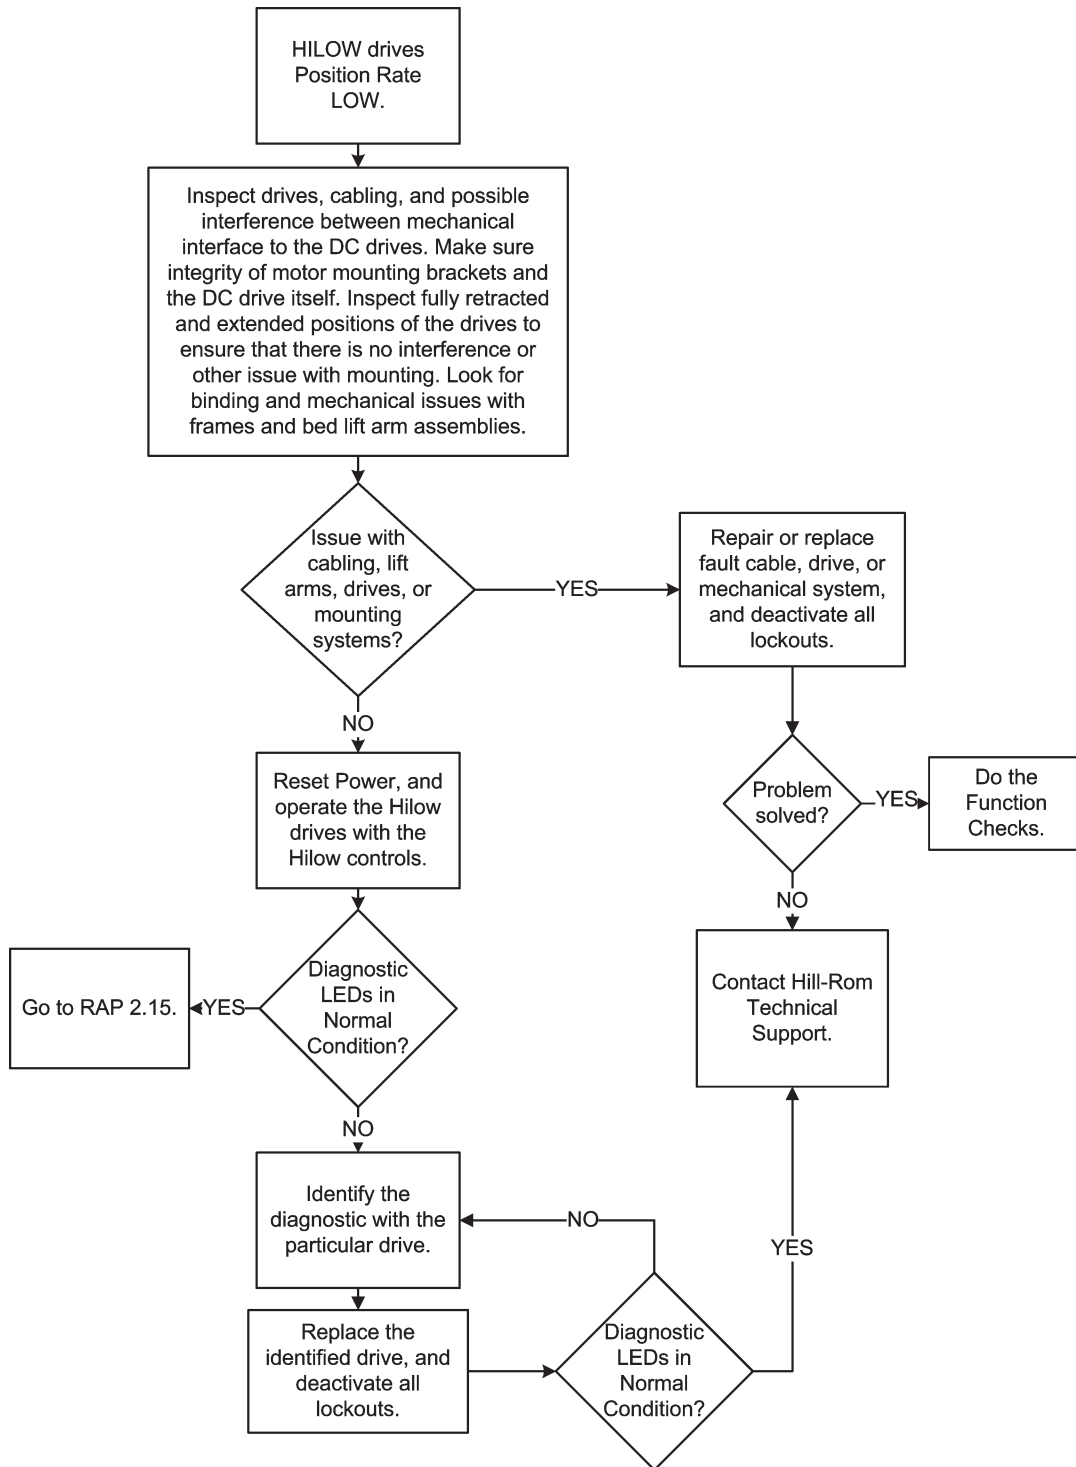 HILOW drives
Position Rate
LOW.
Inspect drives, cabling, and possible
interference between mechanical
interface to the DC drives. Make sure
integrity of motor mounting brackets and
the DC drive itself. Inspect fully retracted
and extended positions of the drives to
ensure that there is no interference or
other issue with mounting. Look for
binding and mechanical issues with
frames and bed lift arm assemblies.
Issue with
cabling, lift
arms, drives, or
mounting
systems?
YES
Repair or replace
fault cable, drive, or
mechanical system,
and deactivate all
lockouts.
NO
Reset Power, and
operate the Hilow
drives with the
Hilow controls.
Problem
solved?
YES
Do the
Function
Checks.
NO
Diagnostic
LEDs in
Normal
Condition?
YES
Go to RAP 2.15.
Contact Hill-Rom
Technical
Support.
NO
Identify the
diagnostic with the
particular drive.
NO
YES
Replace the
identified drive, and
deactivate all
lockouts.
Diagnostic
LEDs in
Normal
Condition?